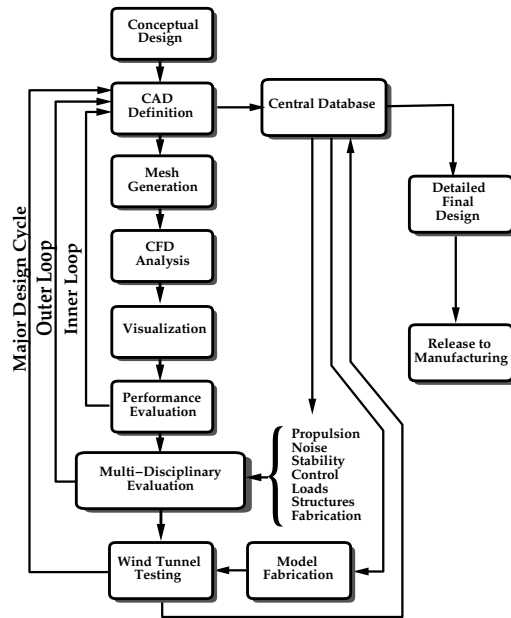 Conceptual
Design
CAD
Definition
Central Database
Mesh
Generation
Detailed
Final
Design
CFD
Analysis
Major Design Cycle
Outer Loop
Inner Loop
Visualization
Release to
Manufacturing
Performance
Evaluation
Propulsion
Noise
Stability
Control
Loads
Structures
Fabrication
Multi−Disciplinary
Evaluation
Wind Tunnel
Testing
Model
Fabrication